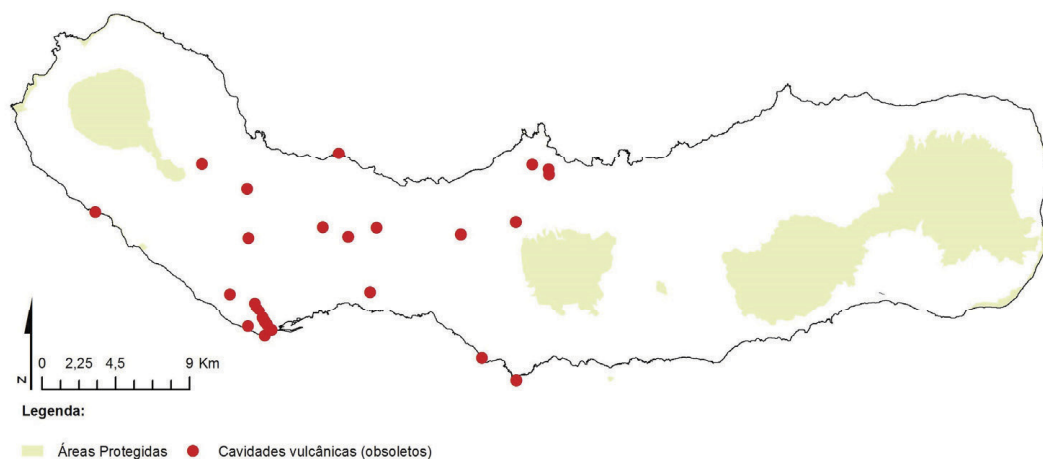 N
0 2,25 4,5 9 Km
Legenda:
Áreas Protegidas Cavidades vulcânicas (obsoletos)